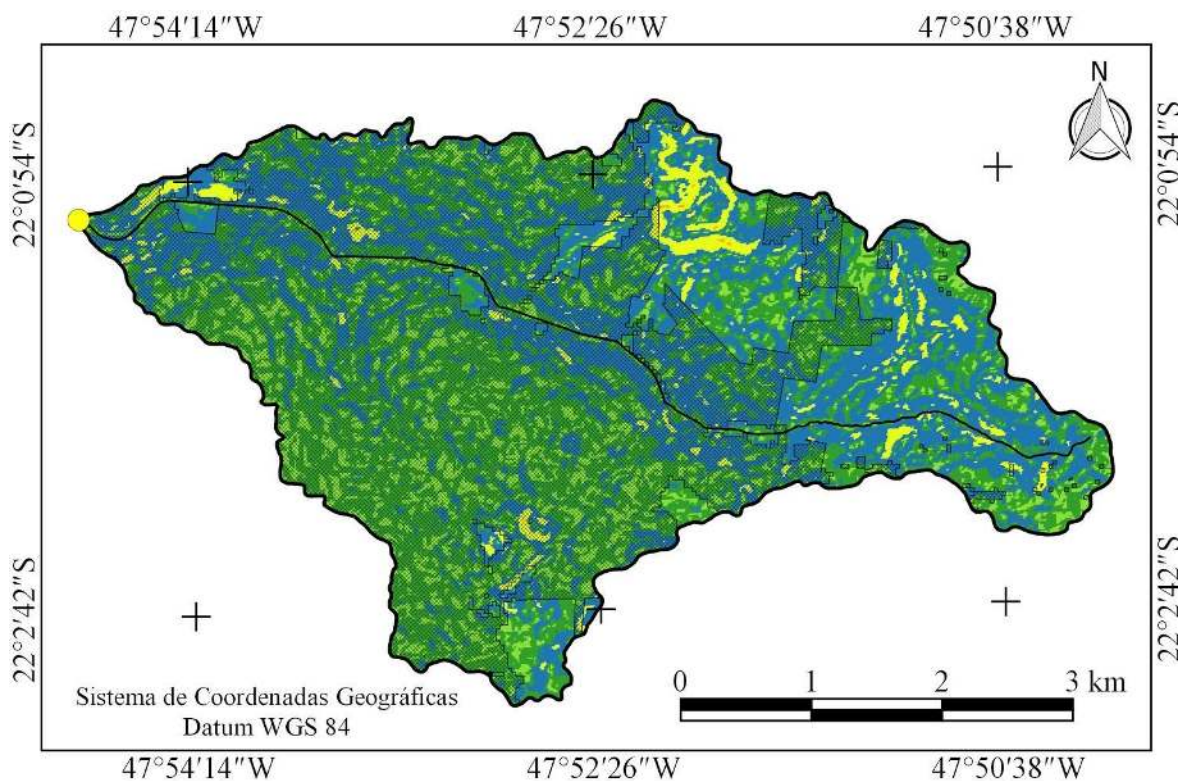 47°54'14"W 47°52'26"W 47°50'38"W
N
22°0'54"S
22°0'54"S
22°2'42"S
22°2'42"S
0 1 2 3 km
Sistema de Coordenadas Geográficas
Datum WGS 84
47°54'14"W 47°52'26"W 47°50'38"W